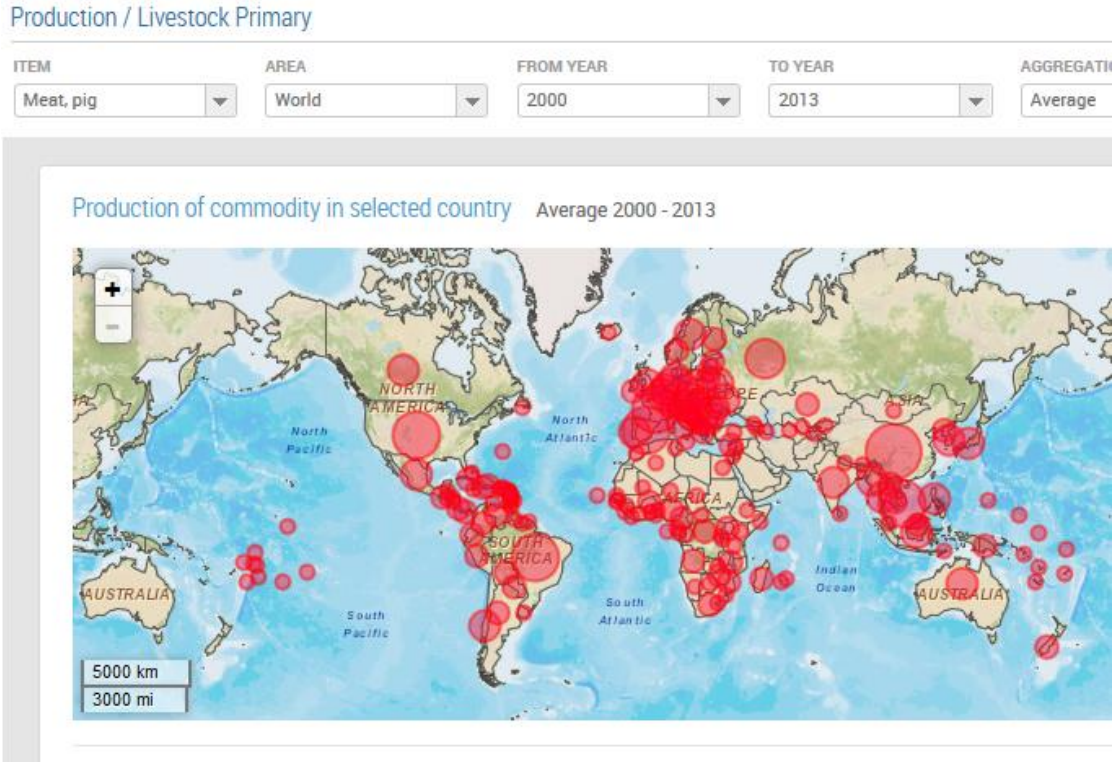 Production / Livestock Primary
ITEM
AREA
FROM YEAR
TO YEAR
AGGREGATIO
Meat, pig
World
2000
2013
Average
Production of commodity in selected country Average 2000 - 2013
+
-
NORTH
AMERICA
North
Pacific
North
Atlantic
ASIA
AFRICA
SOUTH
AMERICA
AUSTRALIA
South
Pacific
South
Atlantic
Indian
Ocean
AUSTRALIA
5000 km
3000 mi